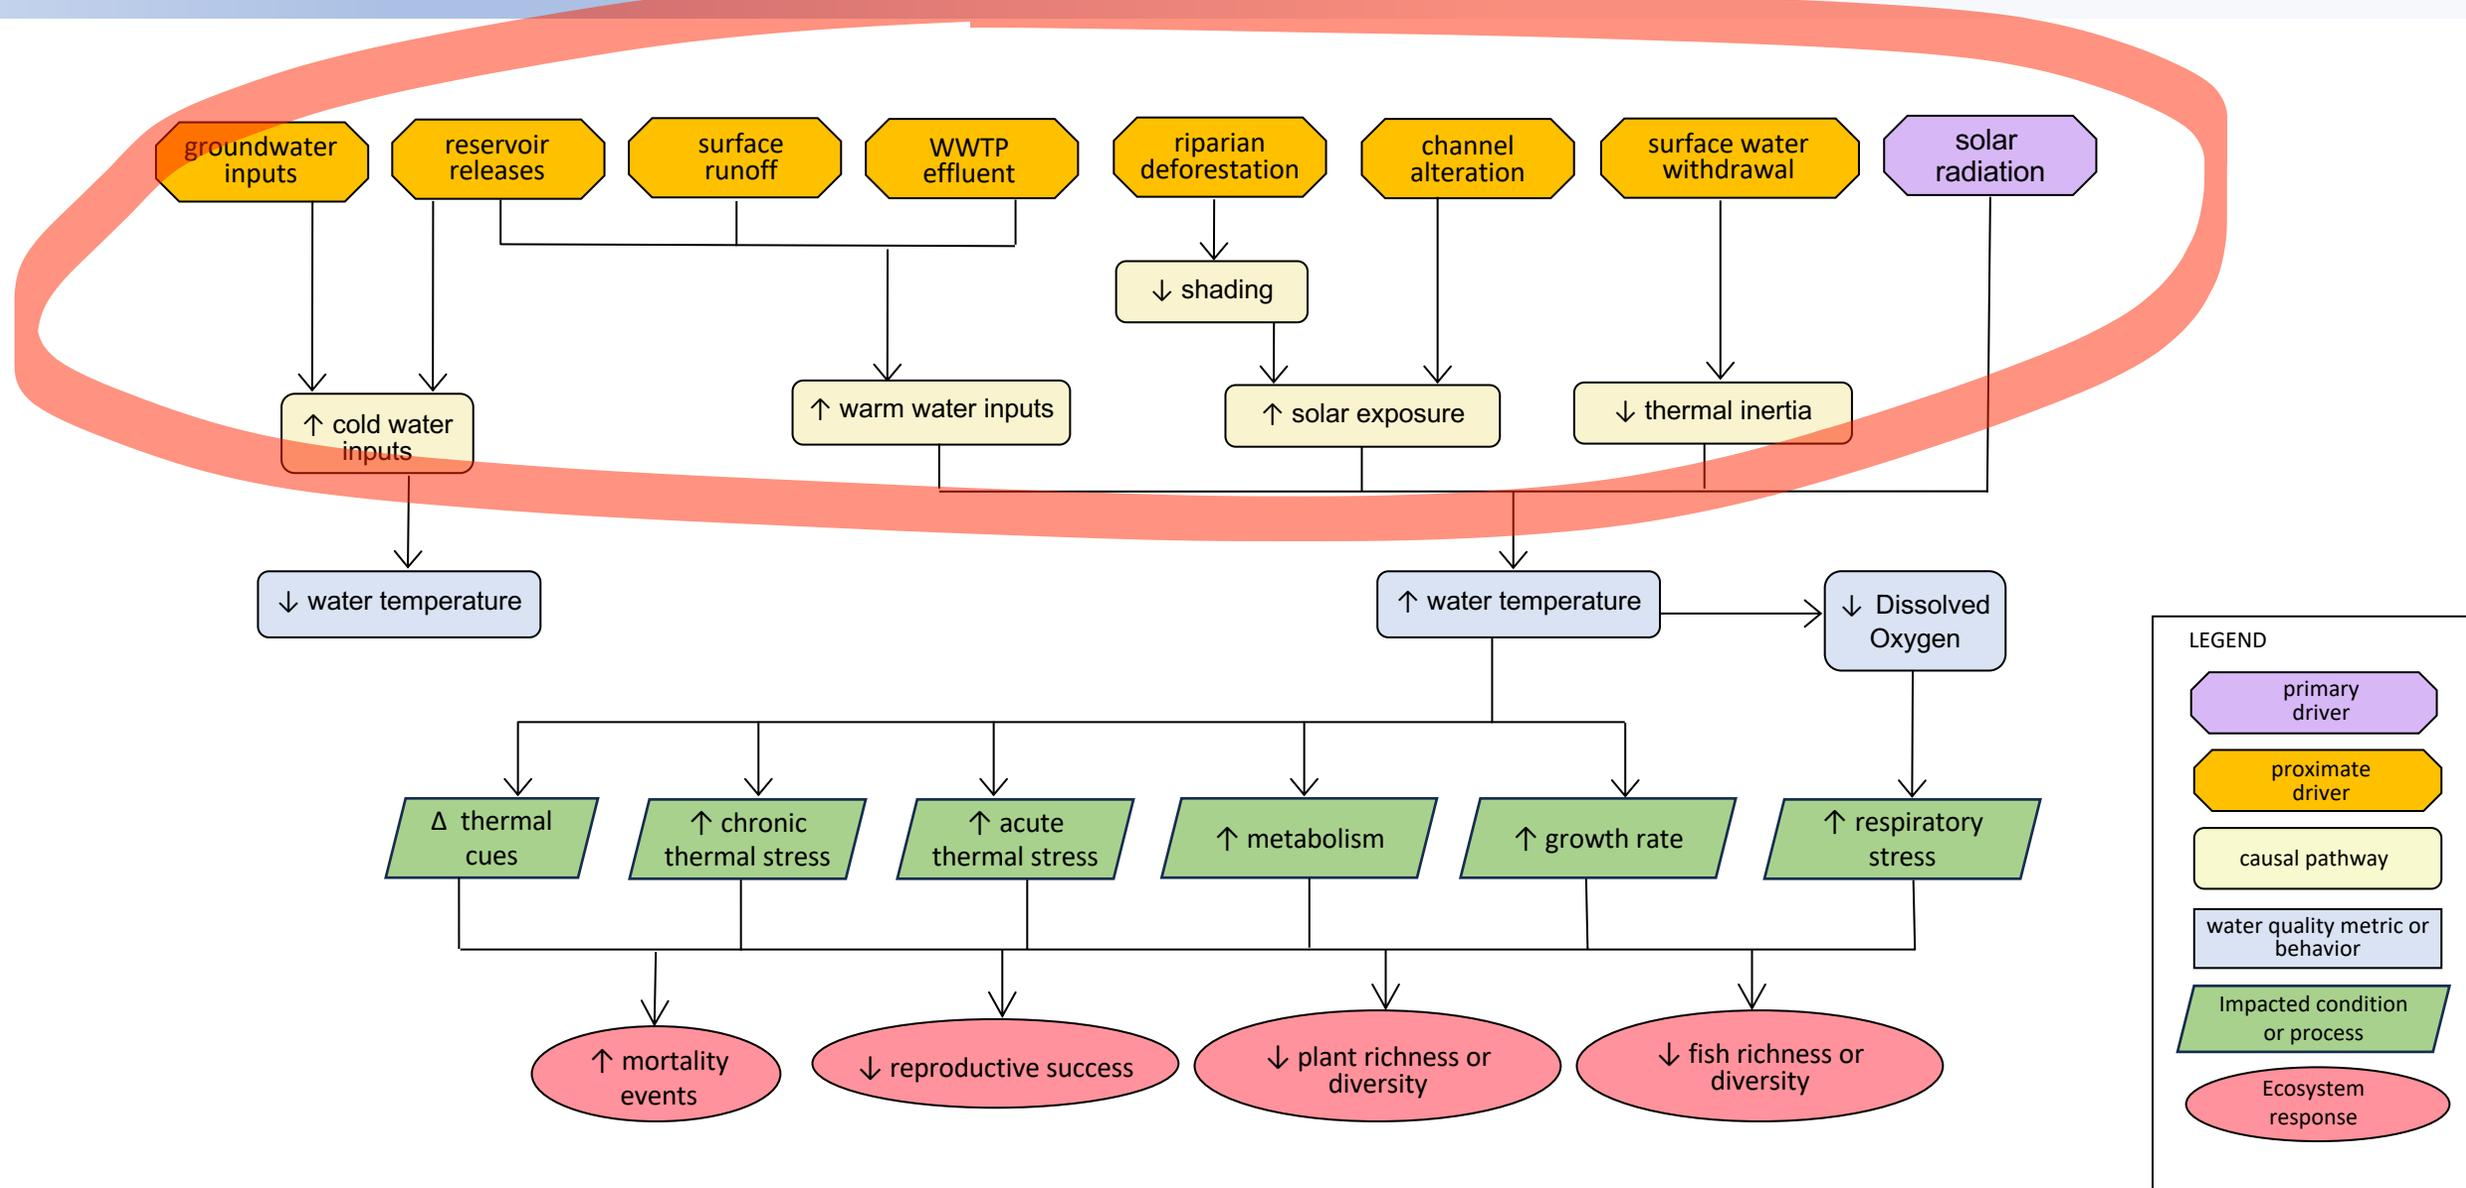 groundwater
inputs
reservoir
releases
surface
runoff
WWTP
effluent
riparian
deforestation
channel
alteration
surface water
withdrawal
solar
radiation
↓ shading
↑ cold water
inputs
↑ warm water inputs
↑ solar exposure
↓ thermal inertia
↓ water temperature
↑ water temperature
↓ Dissolved
Oxygen
Δ thermal
cues
↑ chronic
thermal stress
↑ acute
thermal stress
↑ metabolism
↑ growth rate
↑ respiratory
stress
↑ mortality
events
↓ reproductive success
↓ plant richness or
diversity
↓ fish richness or
diversity
LEGEND
primary
driver
proximate
driver
causal pathway
water quality metric or
behavior
Impacted condition
or process
Ecosystem
response